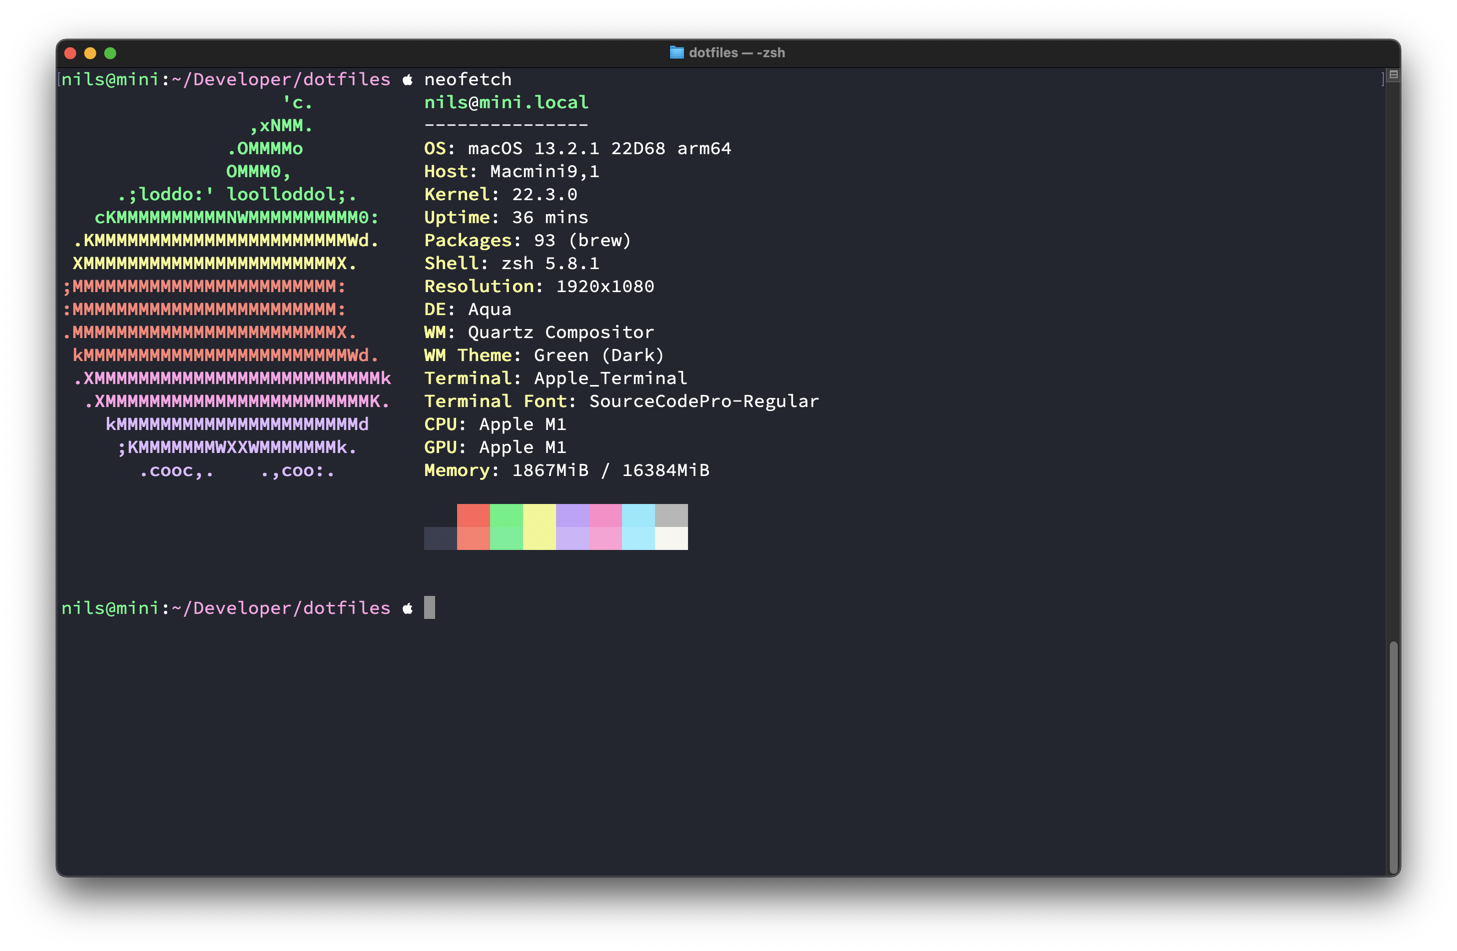 dotfiles — -zsh
nils@mini:~/Developer/dotfiles  neofetch
'c. nils@mini.local
,xNMM. ---------------
.OMMMMo OS: macOS 13.2.1 22D68 arm64
OMMM0, Host: Macmini9,1
.;loddo:' loolloddol;. Kernel: 22.3.0
cKMMMMMMMMMMNWMMMMMMMMMM0: Uptime: 36 mins
.KMMMMMMMMMMMMMMMMMMMMMMMWd. Packages: 93 (brew)
XMMMMMMMMMMMMMMMMMMMMMMMX. Shell: zsh 5.8.1
;MMMMMMMMMMMMMMMMMMMMMMMM: Resolution: 1920x1080
:MMMMMMMMMMMMMMMMMMMMMMMM: DE: Aqua
.MMMMMMMMMMMMMMMMMMMMMMMMX. WM: Quartz Compositor
kMMMMMMMMMMMMMMMMMMMMMMMMWd. WM Theme: Green (Dark)
.XMMMMMMMMMMMMMMMMMMMMMMMMMMk Terminal: Apple_Terminal
.XMMMMMMMMMMMMMMMMMMMMMMMMK. Terminal Font: SourceCodePro-Regular
kMMMMMMMMMMMMMMMMMMMMMMd CPU: Apple M1
;KMMMMMMMWXXWMMMMMMMk. GPU: Apple M1
.cooc,. .,coo:. Memory: 1867MiB / 16384MiB
nils@mini:~/Developer/dotfiles